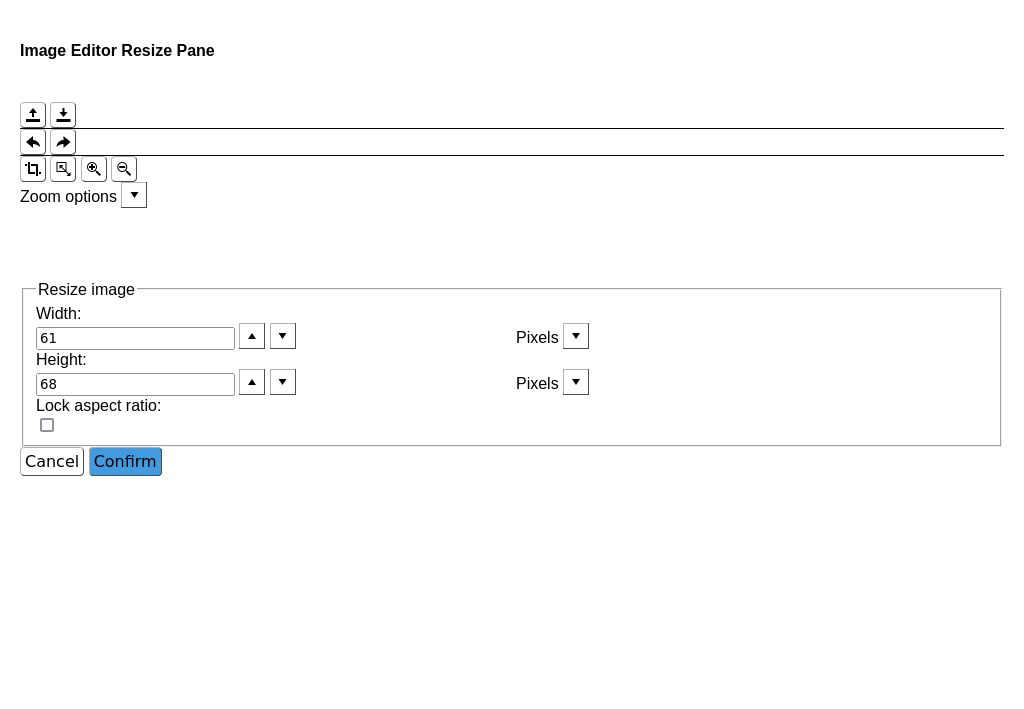 Image Editor Resize Pane
Zoom options
Resize image
Width:
61 Pixels
Height:
68 Pixels
Lock aspect ratio:
Cancel Confirm